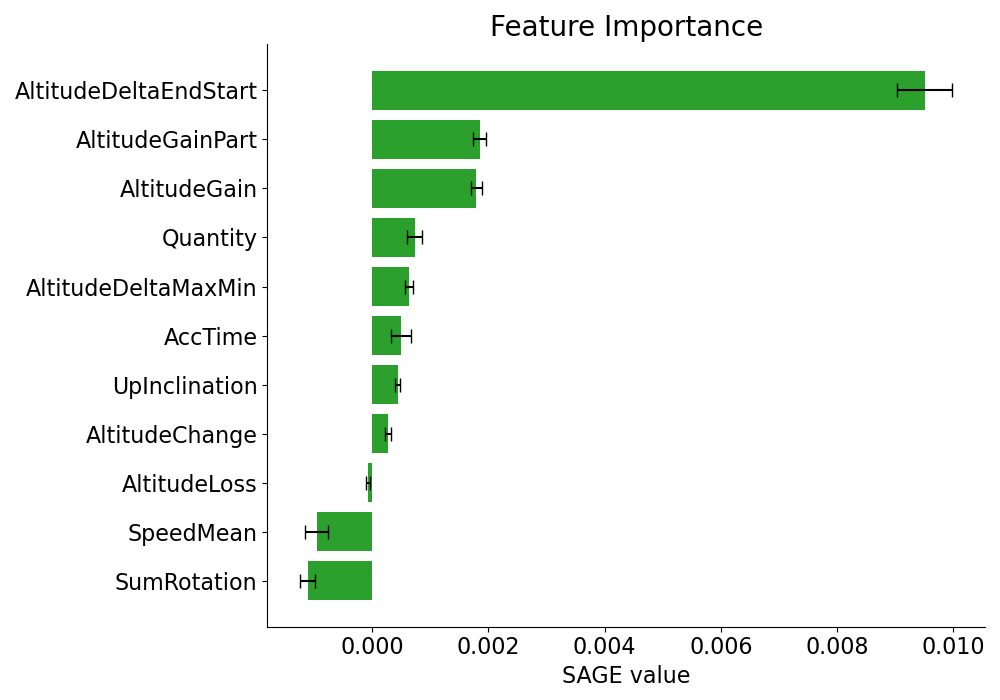 Feature Importance
AltitudeDeltaEndStart
AltitudeGainPart
AltitudeGain
Quantity
AltitudeDeltaMaxMin
AccTime
UpInclination
AltitudeChange
AltitudeLoss
SpeedMean
SumRotation
0.000 0.002 0.004 0.006 0.008 0.010
SAGE value